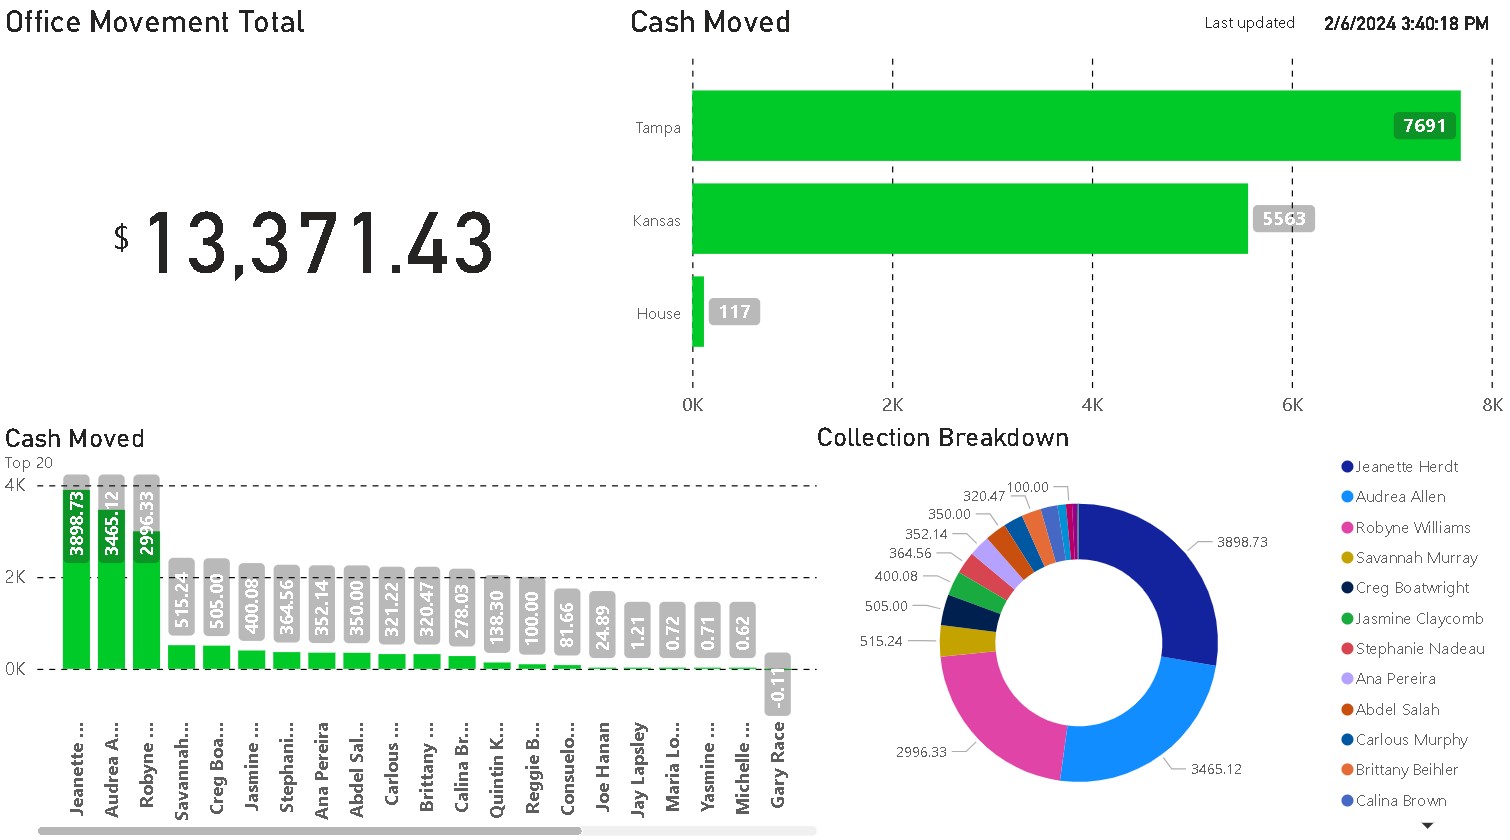 Office Movement Total
$ 13,371.43
Cash Moved
Last updated 2/6/2024 3:40:18 PM
Tampa 7691
Kansas 5563
House 117
0K 2K 4K 6K 8K
Cash Moved
Top 20
4K
2K
0K
3898.73
3465.12
2996.33
515.24
505.00
400.08
364.56
352.14
350.00
321.22
320.47
278.03
138.30
100.00
81.66
24.89
1.21
0.72
0.71
0.62
-0.11
Jeanette ...
Audrea A...
Robyne ...
Savannah...
Creg Boa...
Jasmine ...
Stephani...
Ana Pereira
Abdel Sal...
Carlous ...
Brittany ...
Calina Br...
Quintin K...
Reggie B...
Consuelo...
Joe Hanan
Jay Lapsley
Maria Lo...
Yasmine ...
Michelle ...
Gary Race
Collection Breakdown
100.00
320.47
350.00
352.14
364.56
400.08
505.00
515.24
2996.33
3465.12
3898.73
Jeanette Herdt
Audrea Allen
Robyne Williams
Savannah Murray
Creg Boatwright
Jasmine Claycomb
Stephanie Nadeau
Ana Pereira
Abdel Salah
Carlous Murphy
Brittany Beihler
Calina Brown